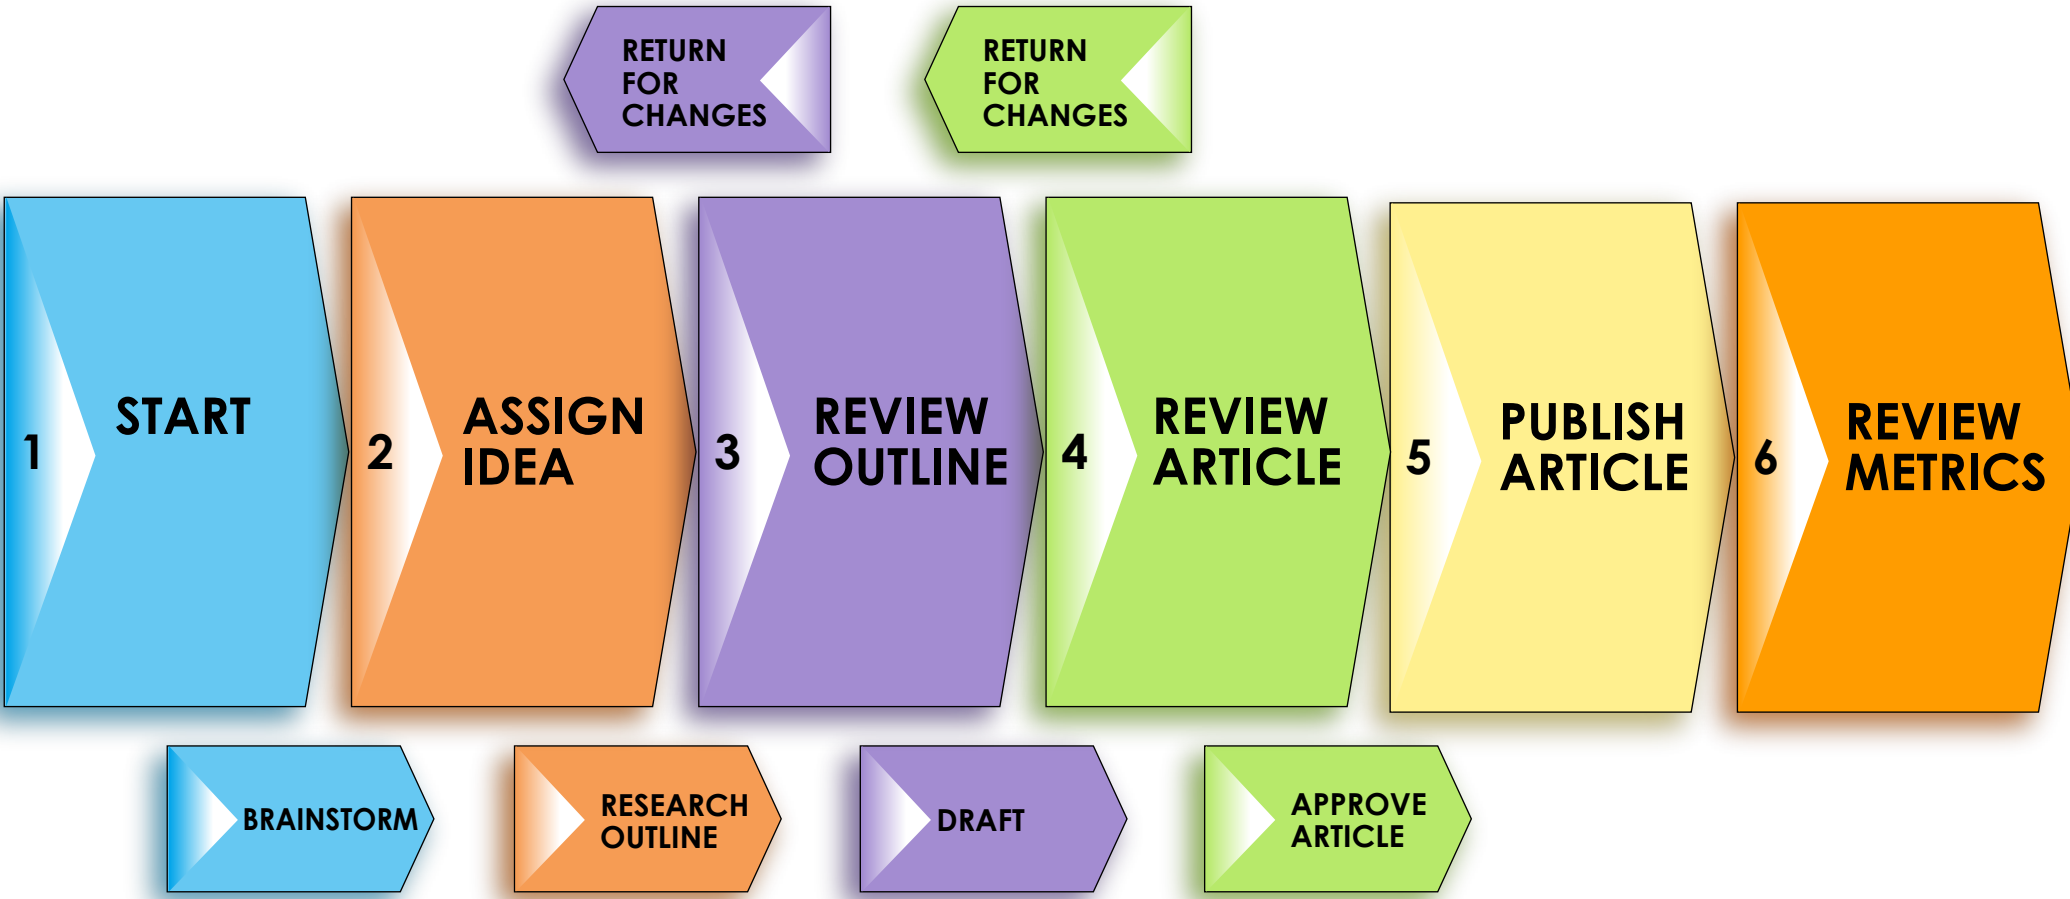 RETURN
FOR
CHANGES
RETURN
FOR
CHANGES
1
START
2
ASSIGN
IDEA
3
REVIEW
OUTLINE
4
REVIEW
ARTICLE
5
PUBLISH
ARTICLE
6
REVIEW
METRICS
BRAINSTORM
RESEARCH
OUTLINE
DRAFT
APPROVE
ARTICLE